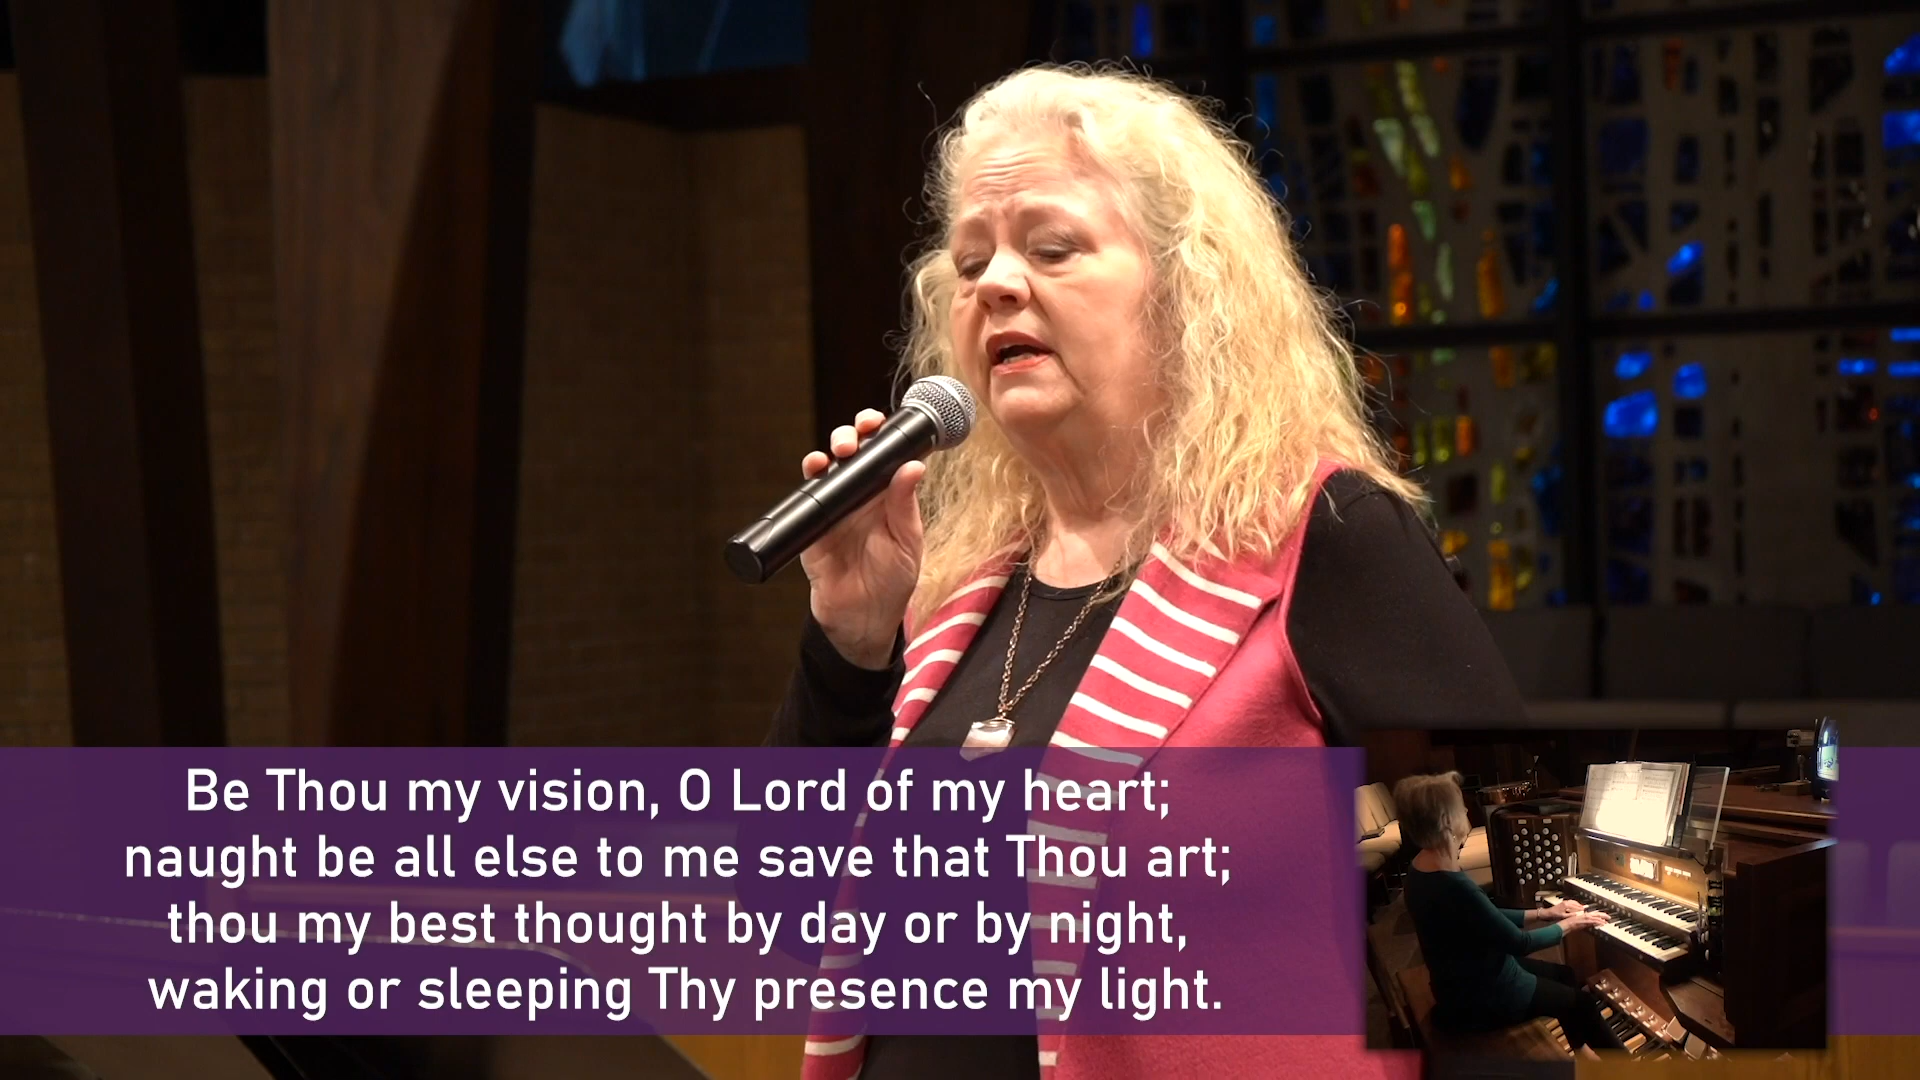 Be Thou my vision, O Lord of my heart;
naught be all else to me save that Thou art;
thou my best thought by day or by night,
waking or sleeping Thy presence my light.